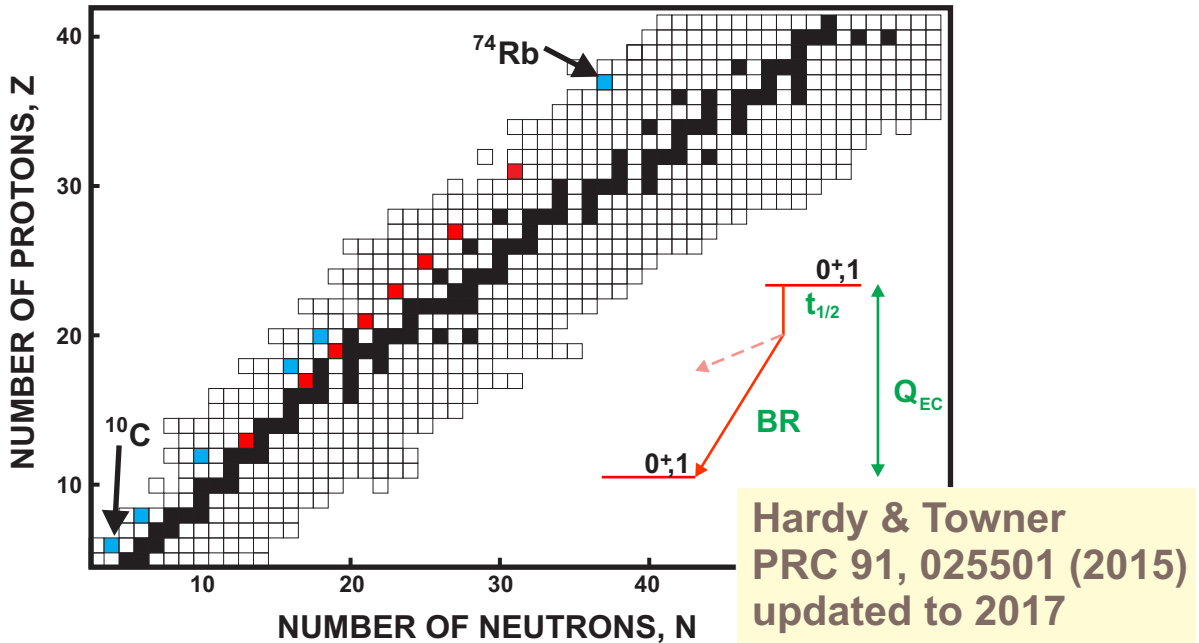 NUMBER OF PROTONS, Z
40
30
20
10
⁷⁴Rb
¹⁰C
0⁺,1
t₁/₂
BR
Q_EC
0⁺,1
10
20
30
40
NUMBER OF NEUTRONS, N
Hardy & Towner
PRC 91, 025501 (2015)
updated to 2017